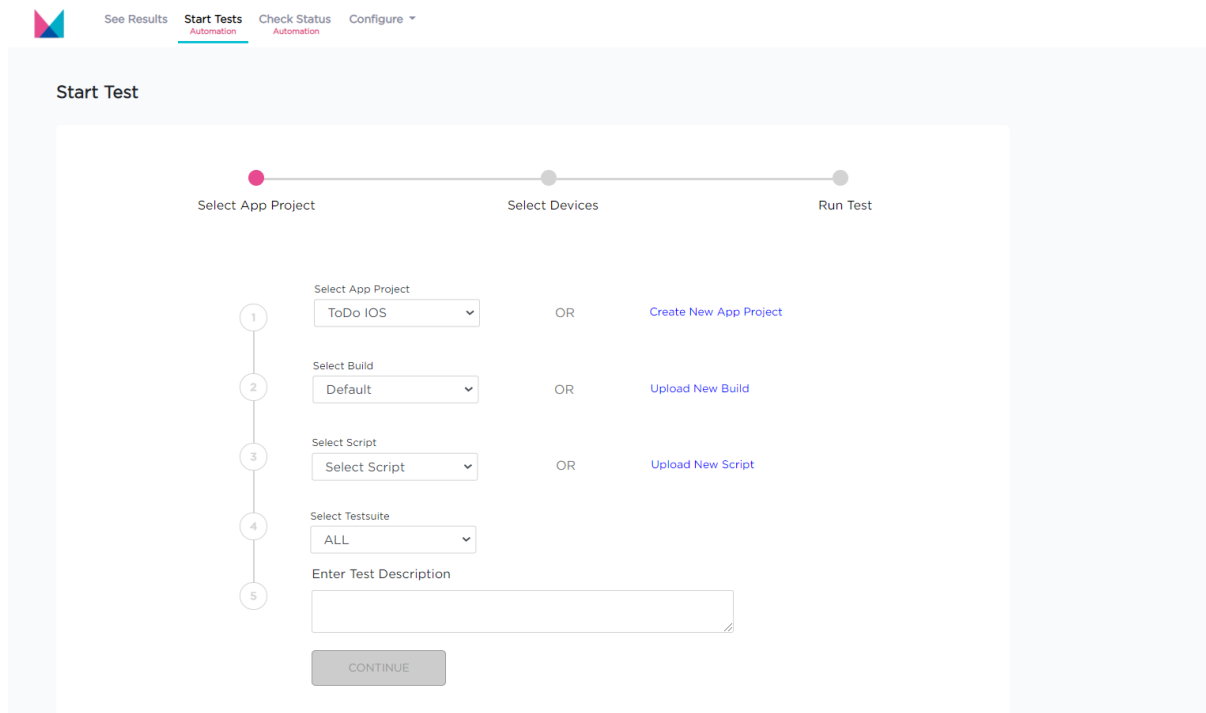 See Results Start Tests Check Status Configure
Automation Automation
Start Test
Select App Project Select Devices Run Test
Select App Project
1 ToDo IOS OR Create New App Project
Select Build
2 Default OR Upload New Build
Select Script
3 Select Script OR Upload New Script
Select Testsuite
4 ALL
Enter Test Description
5
CONTINUE